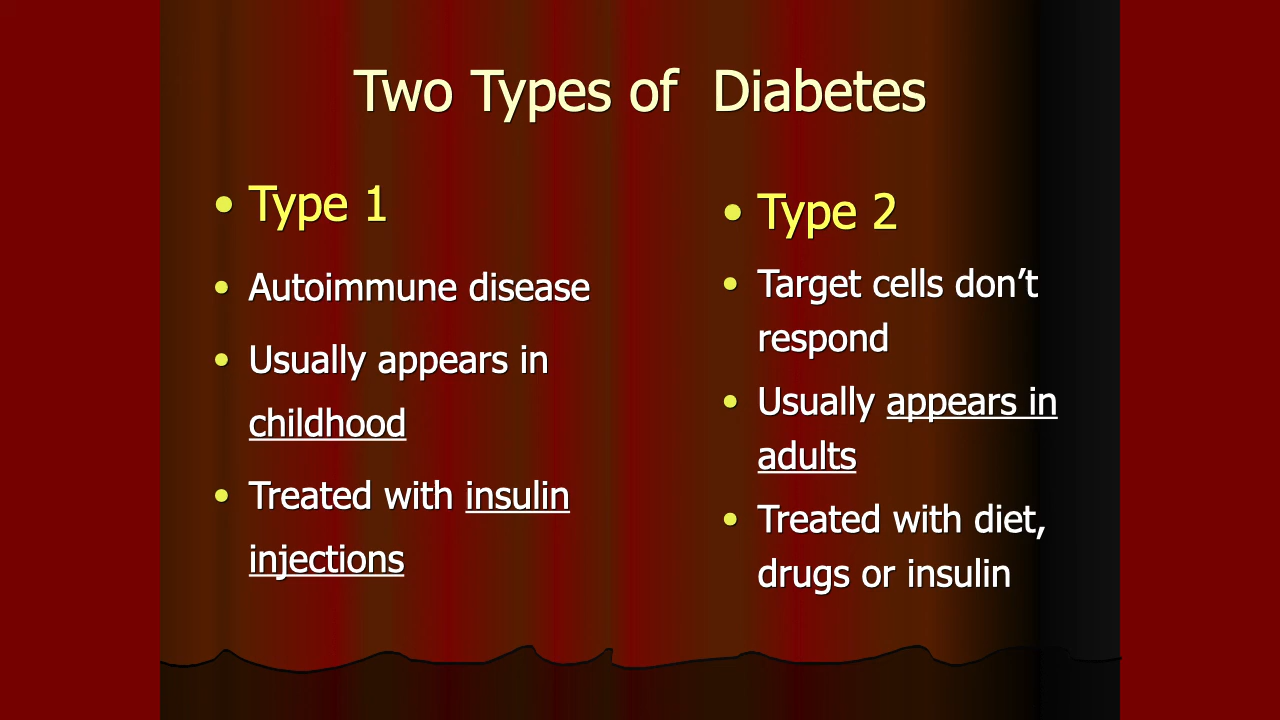 Two Types of  Diabetes
• Type 1
• Autoimmune disease
• Usually appears in
childhood
• Treated with insulin
injections
• Type 2
• Target cells don’t
respond
• Usually appears in
adults
• Treated with diet,
drugs or insulin